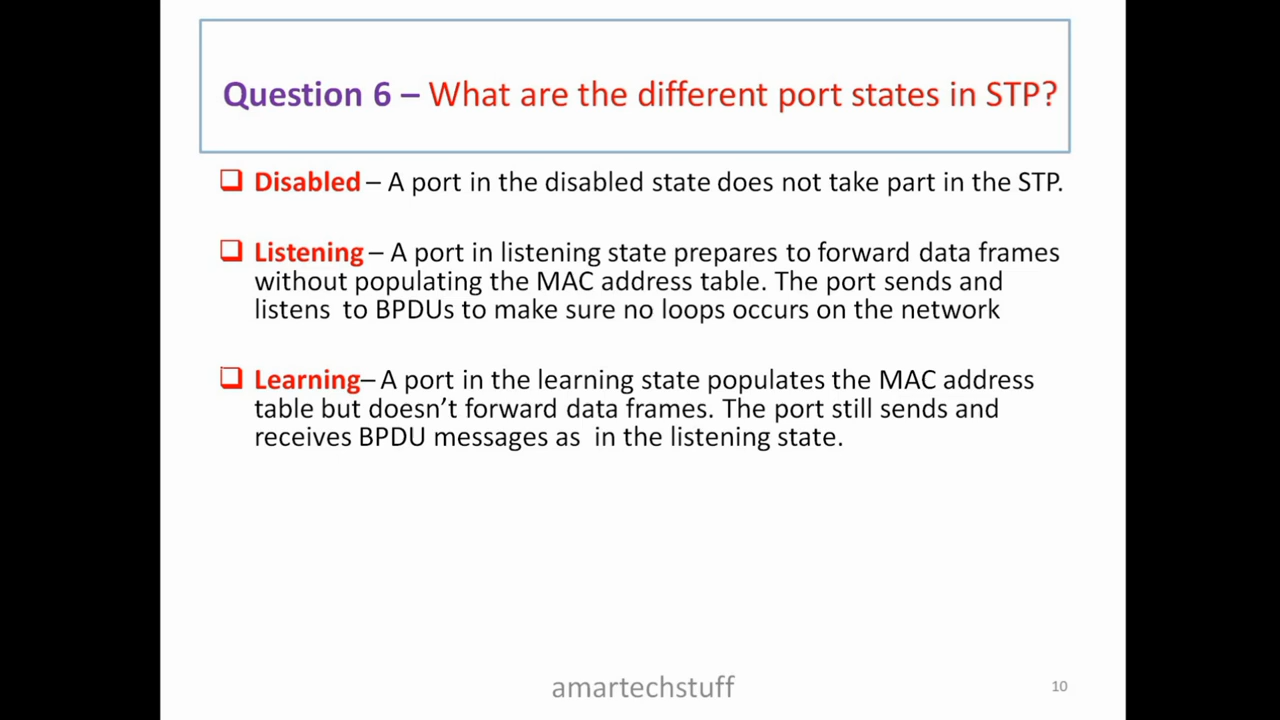 Question 6 – What are the different port states in STP?
Disabled – A port in the disabled state does not take part in the STP.
Listening – A port in listening state prepares to forward data frames
without populating the MAC address table. The port sends and
listens to BPDUs to make sure no loops occurs on the network
Learning– A port in the learning state populates the MAC address
table but doesn’t forward data frames. The port still sends and
receives BPDU messages as in the listening state.
amartechstuff
10